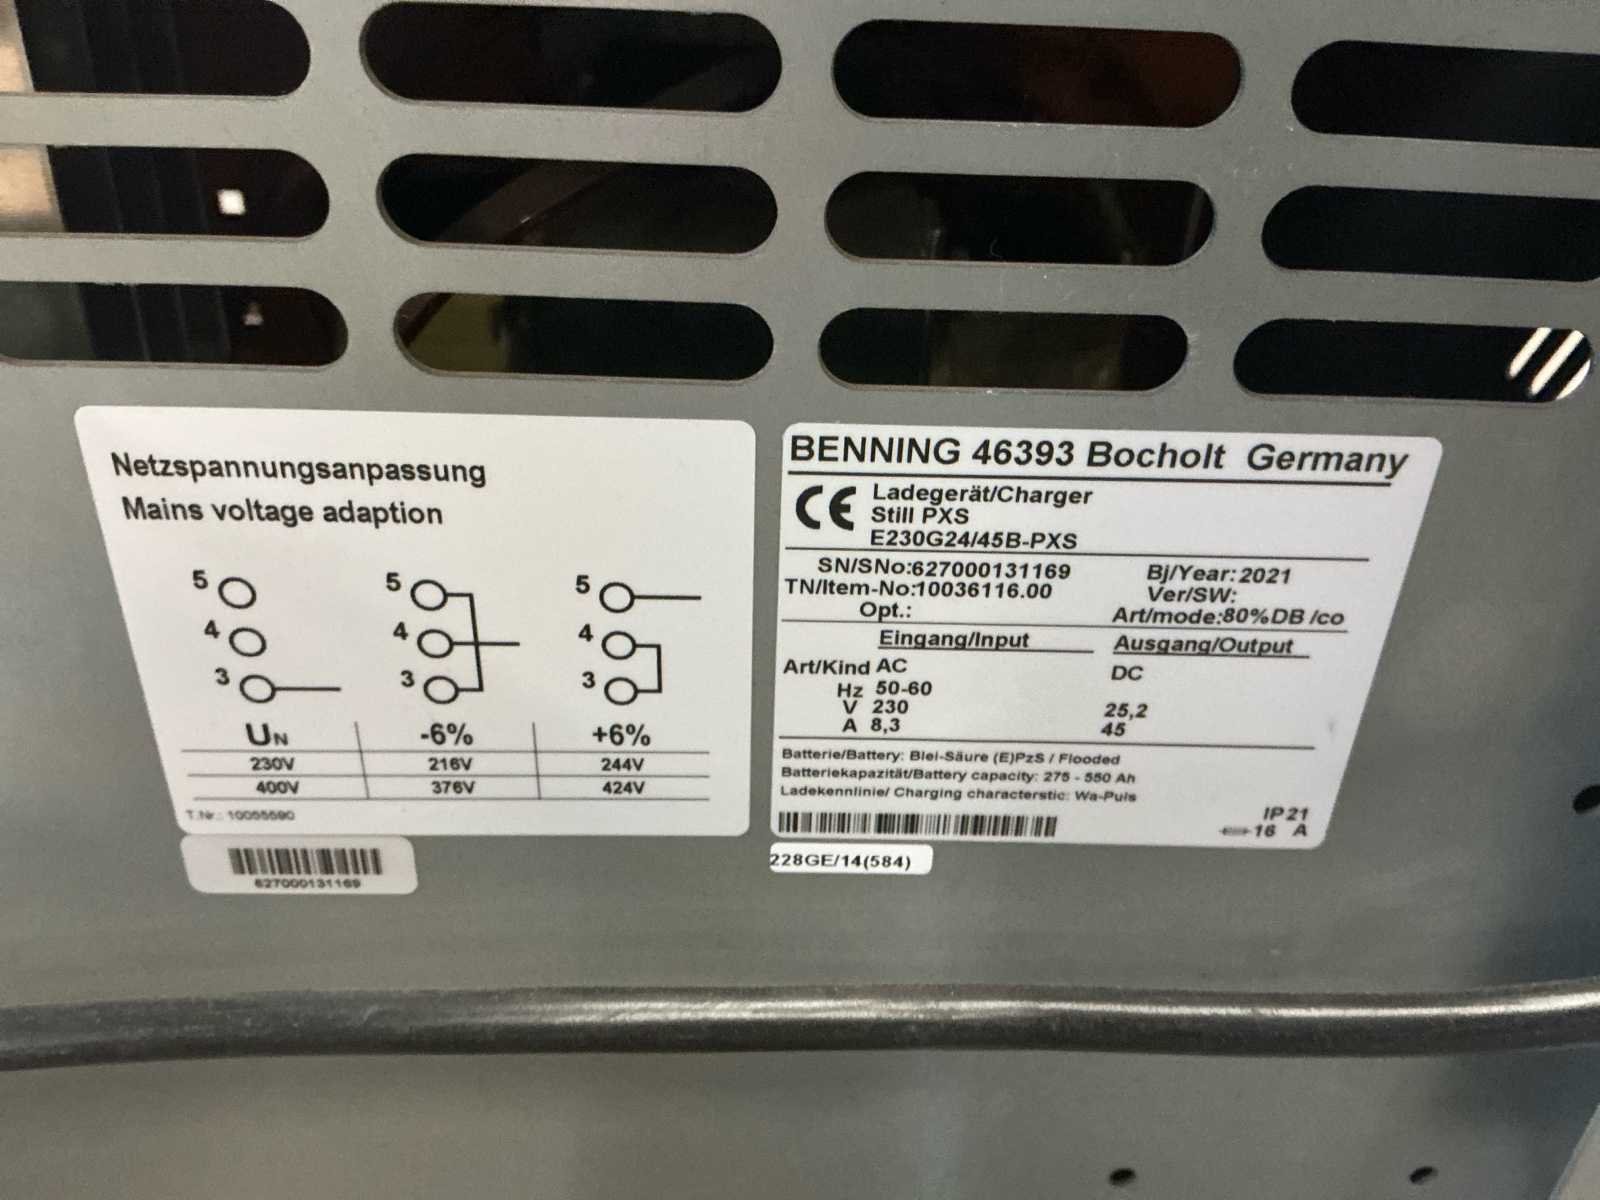 Netzspannungsanpassung
Mains voltage adaption
5 5 5
4 4 4
3 3 3
UN -6% +6%
230V 216V 244V
400V 376V 424V
T.Nr.: 10055590
627000131169
BENNING 46393 Bocholt Germany
CE
Ladegerät/Charger
Still PXS
E230G24/45B-PXS
SN/SNo:627000131169 Bj/Year: 2021
TN/Item-No:10036116.00 Ver/SW:
Opt.: Art/mode:80%DB /co
Eingang/Input Ausgang/Output
Art/Kind AC DC
Hz 50-60
V 230 25,2
A 8,3 45
Batterie/Battery: Blei-Säure (E)PzS / Flooded
Batteriekapazität/Battery capacity: 275 - 550 Ah
Ladekennlinie/ Charging characterstic: Wa-Puls
IP21
16 A
228GE/14(584)